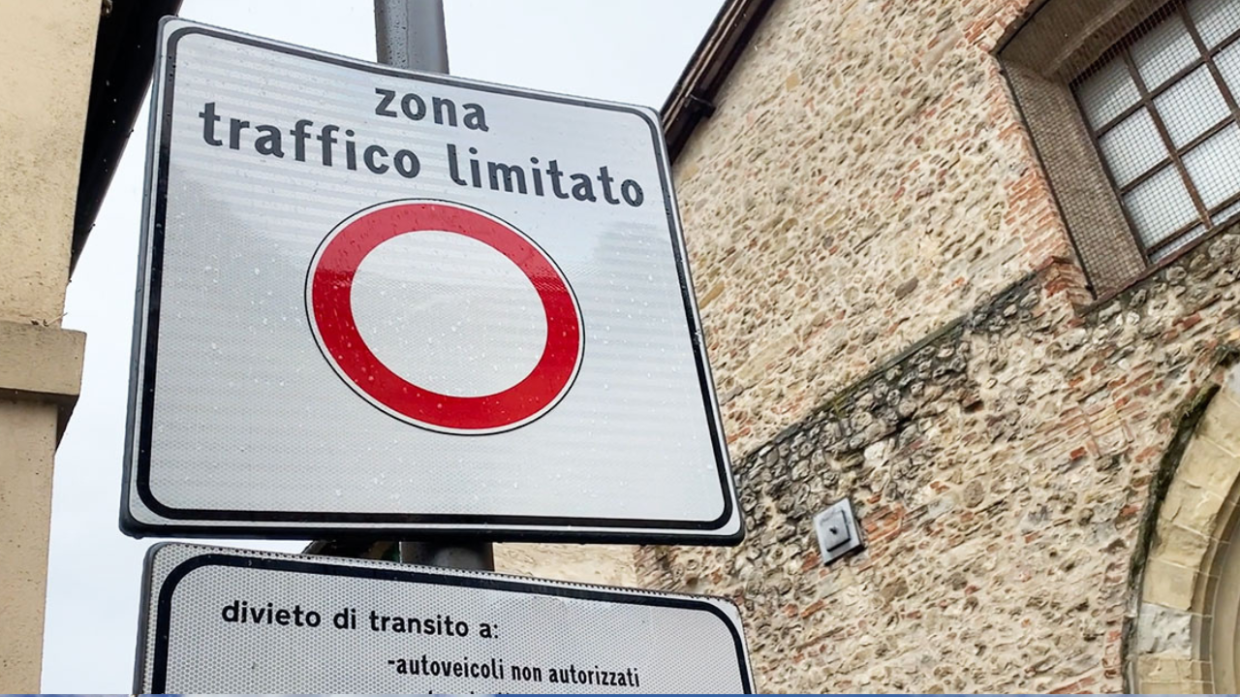 zona
traffico limitato
divieto di transito a:
-autoveicoli non autorizzati